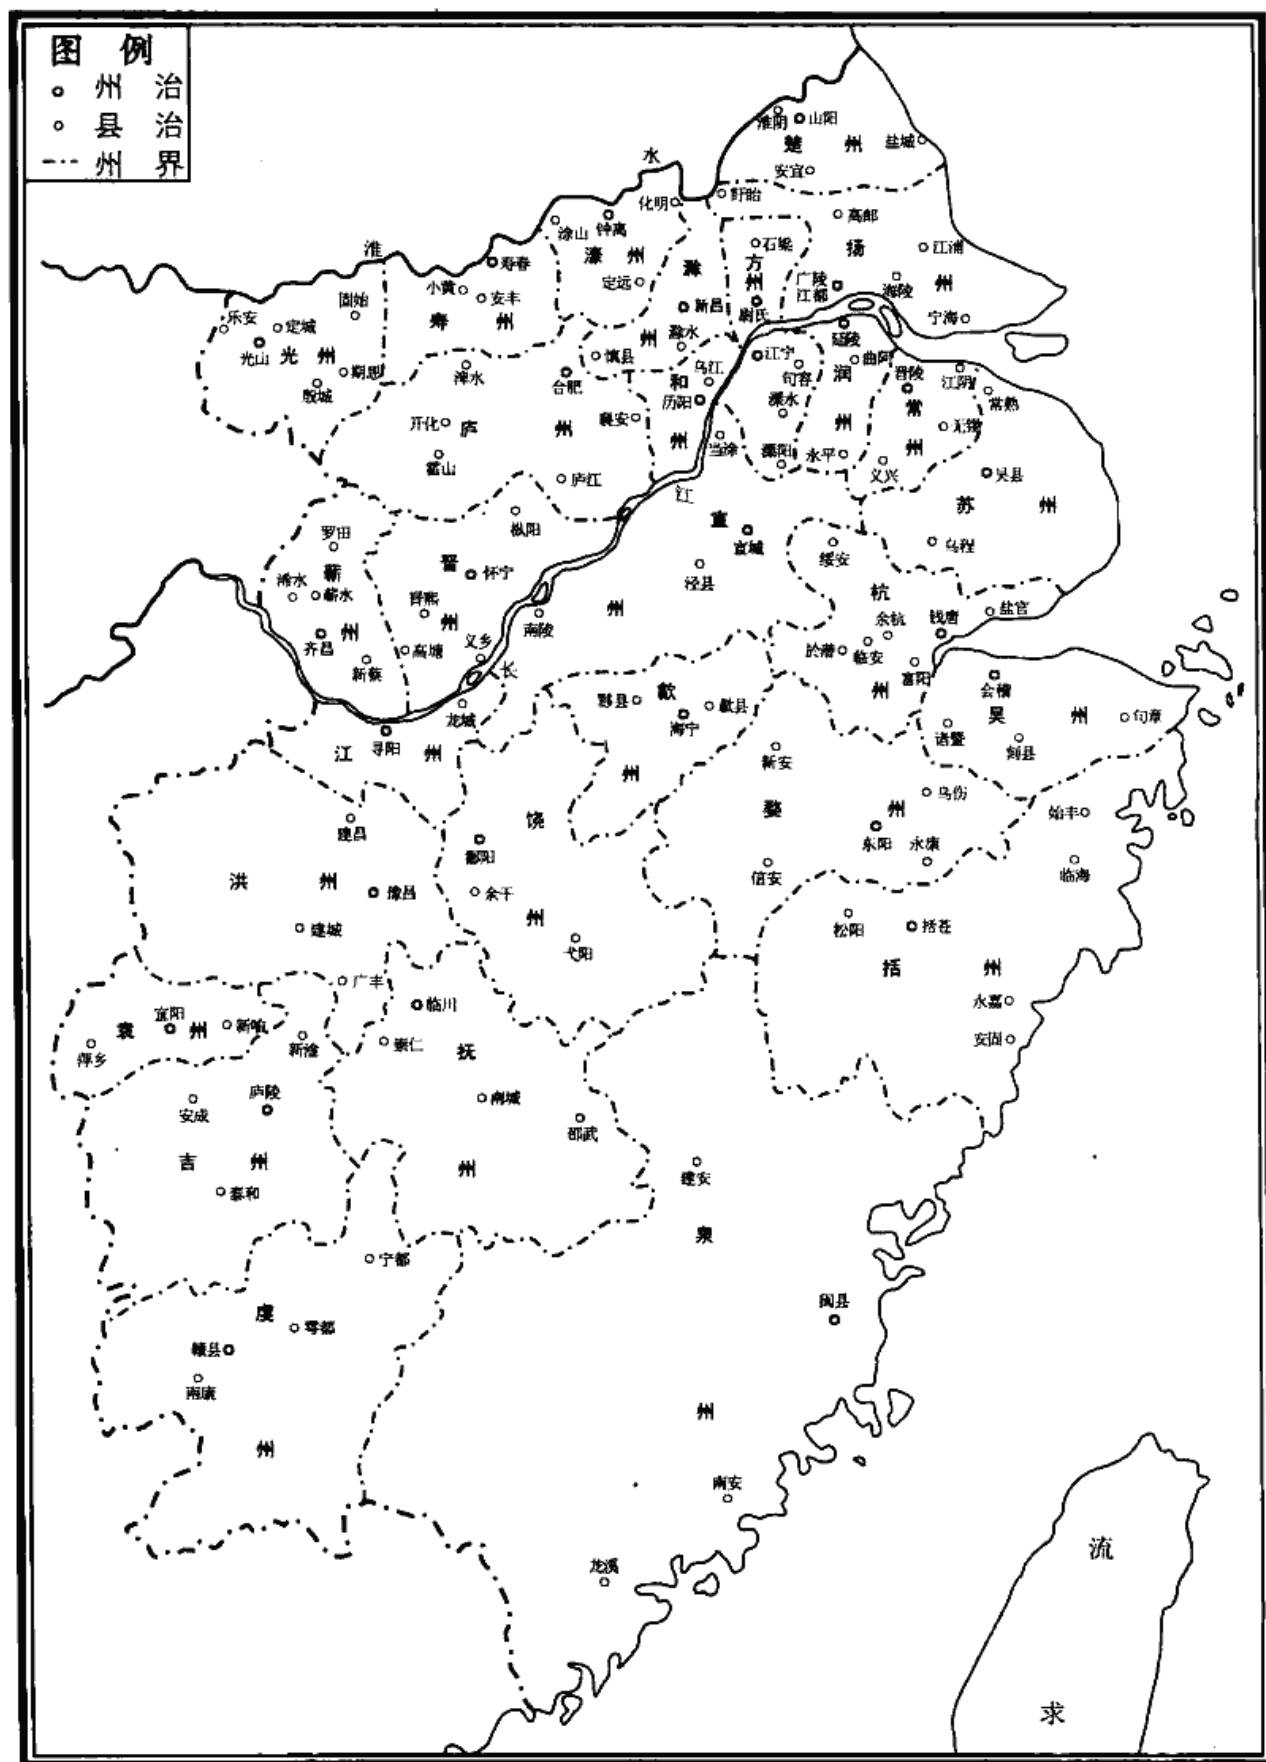 图 例
州 治
县 治
州 界
淮阴
山阳
楚 州
盐城
安宜
水
盱眙
化明
高邮
涂山
钟离
石梁
扬
江浦
淮
濠 州
方
寿春
滁
州
州
小黄
定远
广陵
江都
海陵
固始
安丰
新昌
尉氏
宁海
乐安
定城
寿 州
延陵
光山
光 州
慎县
州
滁水
江宁
曲阿
期思
滠水
合肥
乌江
句容
润
晋陵
江阴
殷城
和
历阳
溧水
常
常熟
开化
庐 州
襄安
州
当涂
州
州
无锡
霍山
溧阳
永平
义兴
吴县
庐江
江
苏 州
罗田
枞阳
宣
宣城
绥安
乌程
浠水
蕲
晋
怀宁
泾县
杭
蕲水
晋熙
州
余杭
钱唐
盐官
齐昌
州
州
南陵
高塘
义乡
於潜
临安
新蔡
长
富阳
会稽
龙城
黟县
歙
歙县
州
吴 州
句章
寻阳
海宁
诸暨
剡县
江 州
新安
州
建昌
饶
婺 州
乌伤
始丰
鄱阳
东阳
永康
洪 州
豫昌
余干
信安
临海
州
建城
松阳
括苍
弋阳
括 州
广丰
宜阳
临川
永嘉
袁 州
新喻
新淦
崇仁
抚
安固
萍乡
庐陵
南城
安成
邵武
吉 州
州
建安
泰和
泉
宁都
虔
闽县
赣县
雩都
南康
州
州
南安
流
龙溪
求